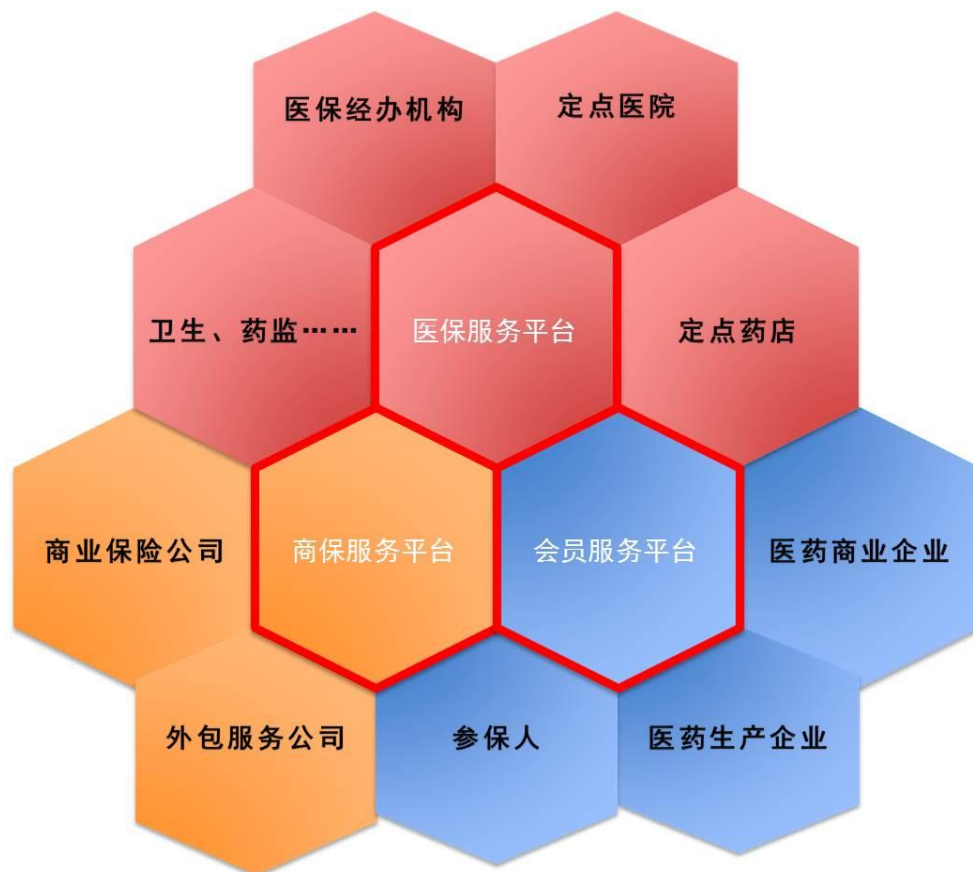 医保经办机构
定点医院
卫生、药监……
医保服务平台
定点药店
商业保险公司
商保服务平台
会员服务平台
医药商业企业
外包服务公司
参保人
医药生产企业